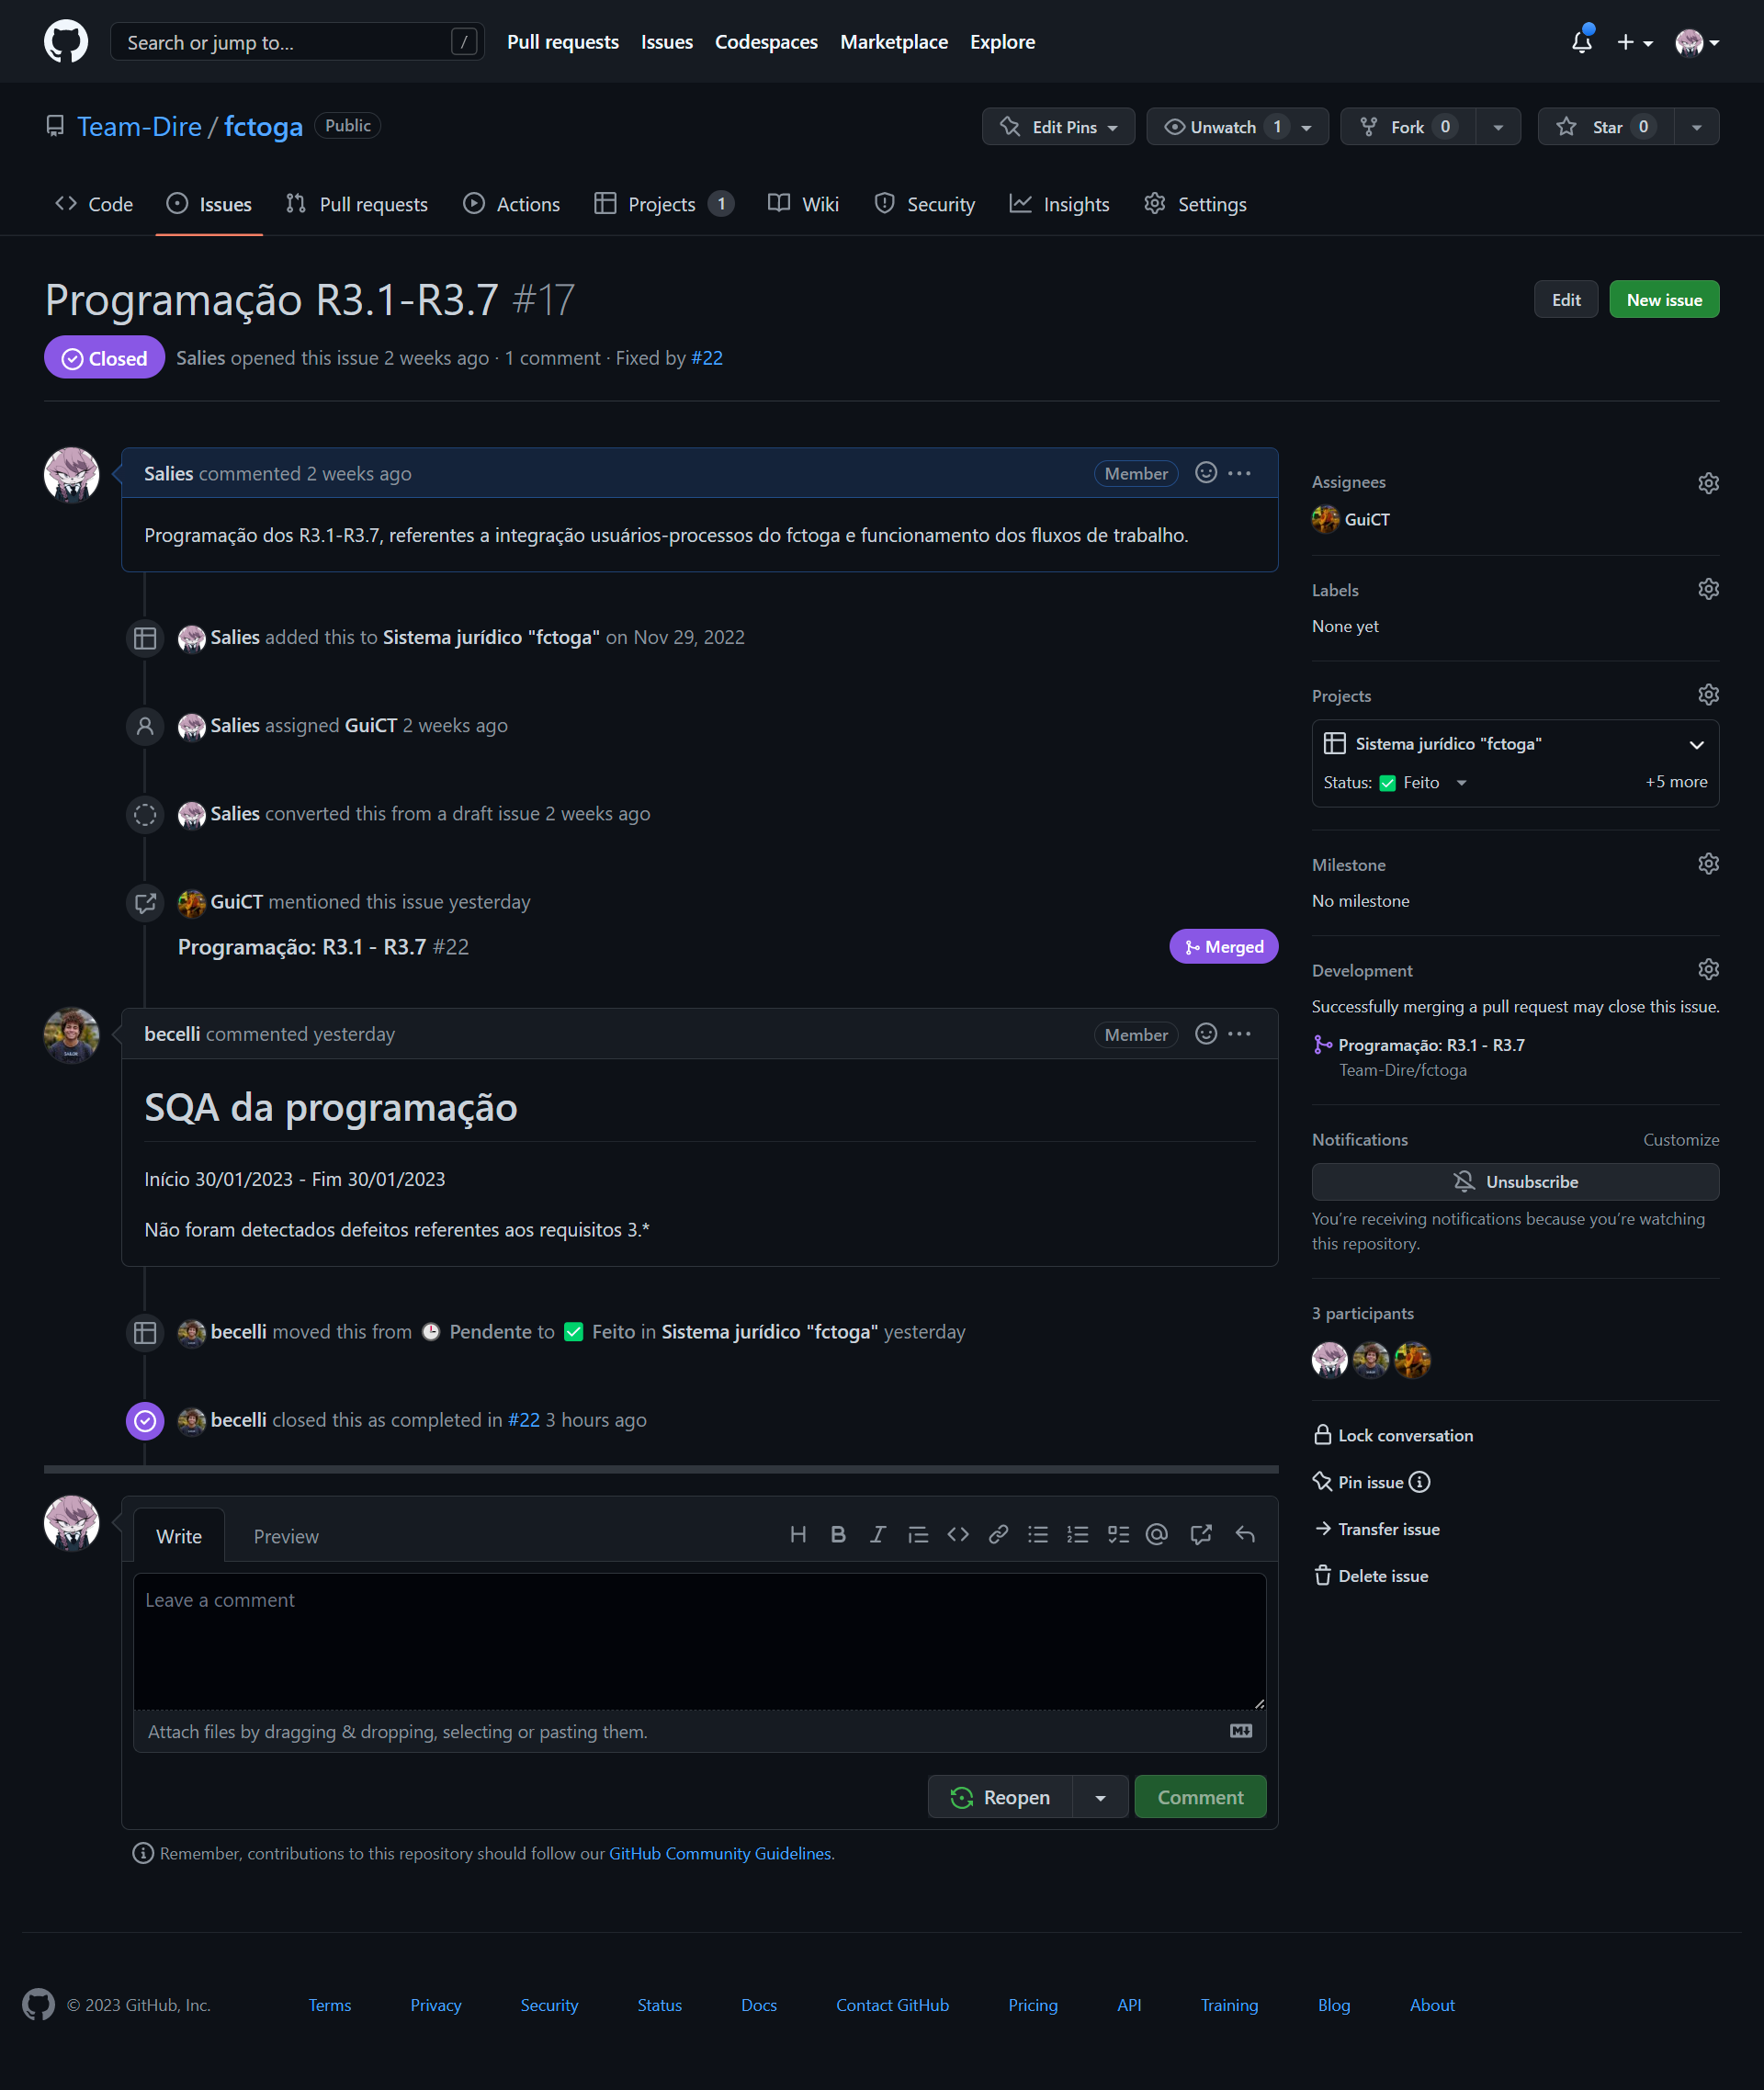 Search or jump to... /
Pull requests Issues Codespaces Marketplace Explore
Team-Dire / fctoga Public
Edit Pins Unwatch 1 Fork 0 Star 0
Code Issues Pull requests Actions Projects 1 Wiki Security Insights Settings
Programação R3.1-R3.7 #17
Edit New issue
Closed Salies opened this issue 2 weeks ago · 1 comment · Fixed by #22
Salies commented 2 weeks ago Member
Programação dos R3.1-R3.7, referentes a integração usuários-processos do fctoga e funcionamento dos fluxos de trabalho.
Salies added this to Sistema jurídico "fctoga" on Nov 29, 2022
Salies assigned GuiCT 2 weeks ago
Salies converted this from a draft issue 2 weeks ago
GuiCT mentioned this issue yesterday
Programação: R3.1 - R3.7 #22 Merged
becelli commented yesterday Member
SQA da programação
Início 30/01/2023 - Fim 30/01/2023
Não foram detectados defeitos referentes aos requisitos 3.*
becelli moved this from Pendente to Feito in Sistema jurídico "fctoga" yesterday
becelli closed this as completed in #22 3 hours ago
Write Preview
H B I @
Leave a comment
Attach files by dragging & dropping, selecting or pasting them.
Reopen Comment
Remember, contributions to this repository should follow our GitHub Community Guidelines.
Assignees
GuiCT
Labels
None yet
Projects
Sistema jurídico "fctoga"
Status: Feito +5 more
Milestone
No milestone
Development
Successfully merging a pull request may close this issue.
Programação: R3.1 - R3.7
Team-Dire/fctoga
Notifications Customize
Unsubscribe
You're receiving notifications because you're watching
this repository.
3 participants
Lock conversation
Pin issue
Transfer issue
Delete issue
© 2023 GitHub, Inc. Terms Privacy Security Status Docs Contact GitHub Pricing API Training Blog About